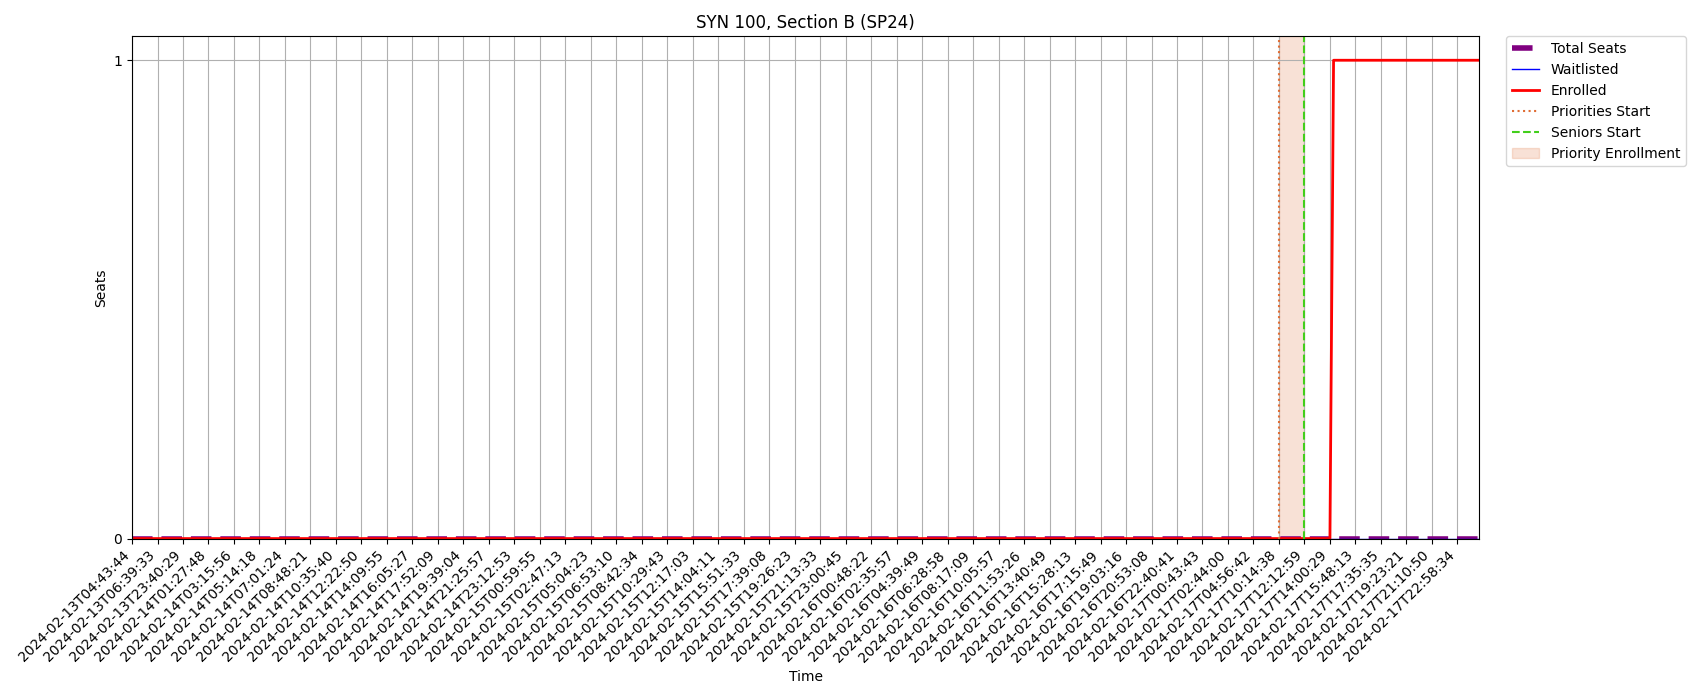 SYN 100, Section B (SP24)
Total Seats
Waitlisted
Enrolled
Priorities Start
Seniors Start
Priority Enrollment
1
0
Seats
2024-02-13T04:43:44
2024-02-13T06:39:33
2024-02-13T23:40:29
2024-02-14T01:27:48
2024-02-14T03:15:56
2024-02-14T05:14:18
2024-02-14T07:01:24
2024-02-14T08:48:21
2024-02-14T10:35:40
2024-02-14T12:22:50
2024-02-14T14:09:55
2024-02-14T16:05:27
2024-02-14T17:52:09
2024-02-14T19:39:04
2024-02-14T21:25:57
2024-02-14T23:12:53
2024-02-15T00:59:55
2024-02-15T02:47:13
2024-02-15T05:04:23
2024-02-15T06:53:10
2024-02-15T08:42:34
2024-02-15T10:29:43
2024-02-15T12:17:03
2024-02-15T14:04:11
2024-02-15T15:51:33
2024-02-15T17:39:08
2024-02-15T19:26:23
2024-02-15T21:13:33
2024-02-15T23:00:45
2024-02-16T00:48:22
2024-02-16T02:35:57
2024-02-16T04:39:49
2024-02-16T06:28:58
2024-02-16T08:17:09
2024-02-16T10:05:57
2024-02-16T11:53:26
2024-02-16T13:40:49
2024-02-16T15:28:13
2024-02-16T17:15:49
2024-02-16T19:03:16
2024-02-16T20:53:08
2024-02-16T22:40:41
2024-02-17T00:43:43
2024-02-17T02:44:00
2024-02-17T04:56:42
2024-02-17T10:14:38
2024-02-17T12:12:59
2024-02-17T14:00:29
2024-02-17T15:48:13
2024-02-17T17:35:35
2024-02-17T19:23:21
2024-02-17T21:10:50
2024-02-17T22:58:34
Time